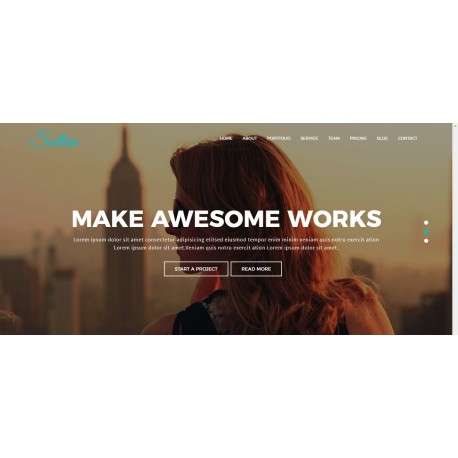 HOME ABOUT PORTFOLIO SERVICE TEAM PRICING BLOG CONTACT
MAKE AWESOME WORKS
Lorem ipsum dolor sit amet consectetur adipisicing elitsed eiusmod tempor enim minim veniam quis notru exercit ation
Lorem ipsum dolor sit amet. veniam quis notru exercit ation Lorem ipsum dolor sit amet.
START A PROJECT READ MORE